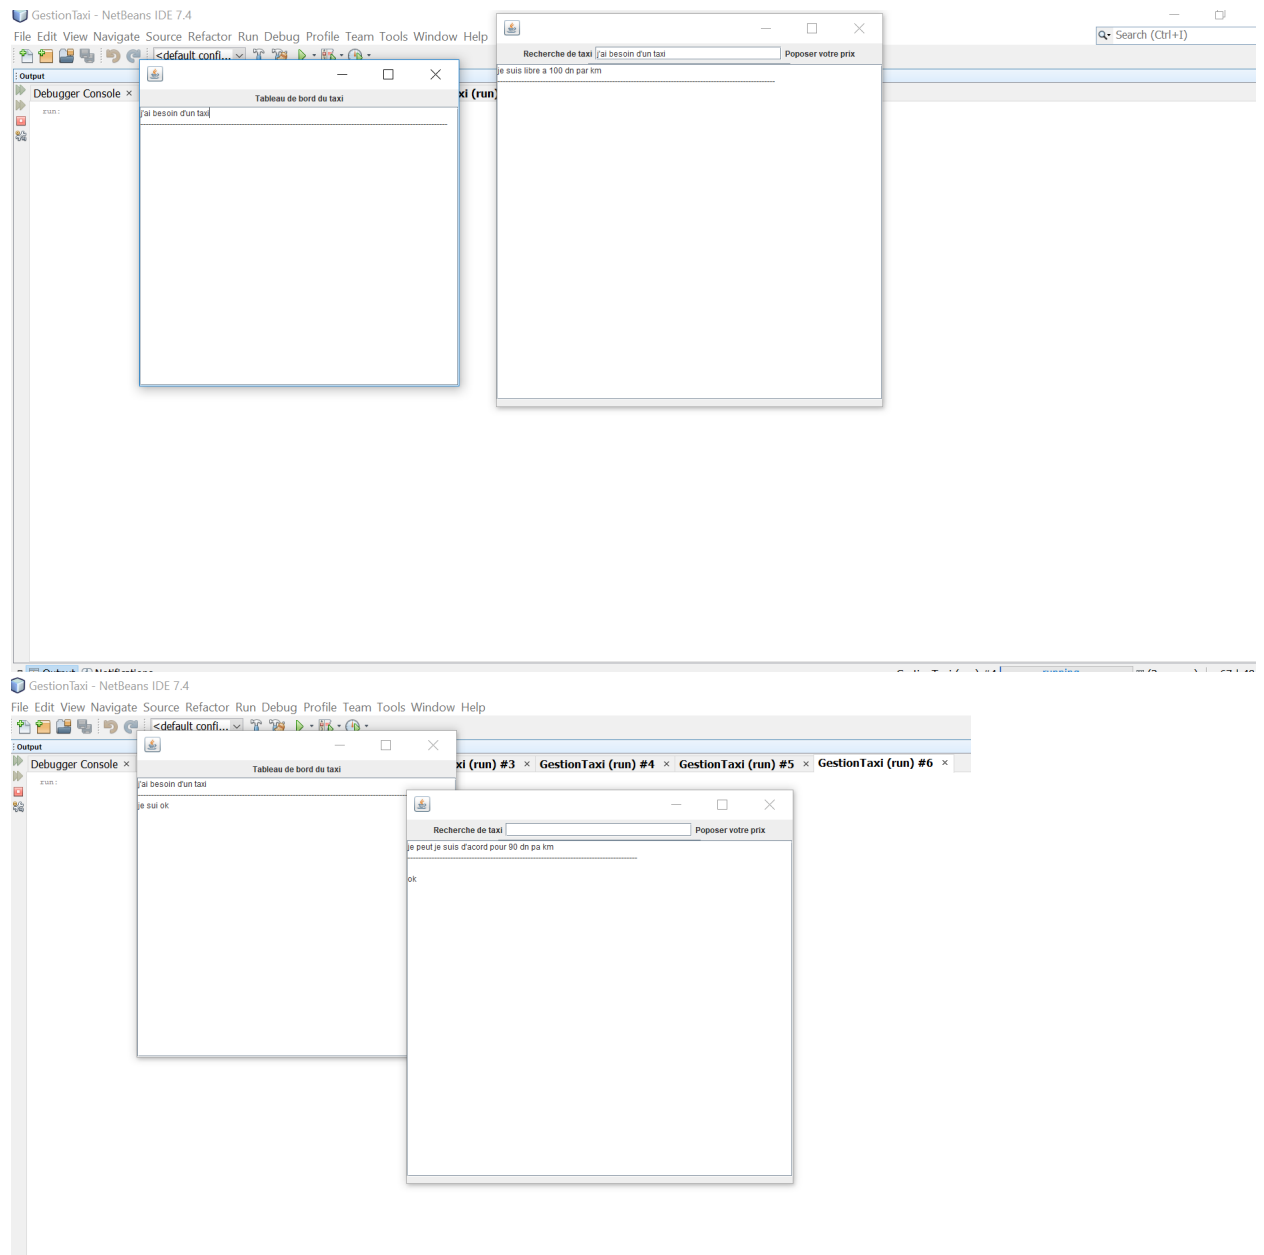 GestionTaxi - NetBeans IDE 7.4
File Edit View Navigate Source Refactor Run Debug Profile Team Tools Window Help
Search (Ctrl+I)
<default confi...
Output
Debugger Console ×
xi (run)
run:
Tableau de bord du taxi
j'ai besoin d'un taxi
Recherche de taxi j'ai besoin d'un taxi Poposer votre prix
je suis libre a 100 dn par km
Output
GestionTaxi - NetBeans IDE 7.4
File Edit View Navigate Source Refactor Run Debug Profile Team Tools Window Help
<default confi...
Output
Debugger Console ×
xi (run) #3 × GestionTaxi (run) #4 × GestionTaxi (run) #5 × GestionTaxi (run) #6 ×
run:
Tableau de bord du taxi
j'ai besoin d'un taxi
je sui ok
Recherche de taxi Poposer votre prix
je peut je suis d'acord pour 90 dn pa km
ok